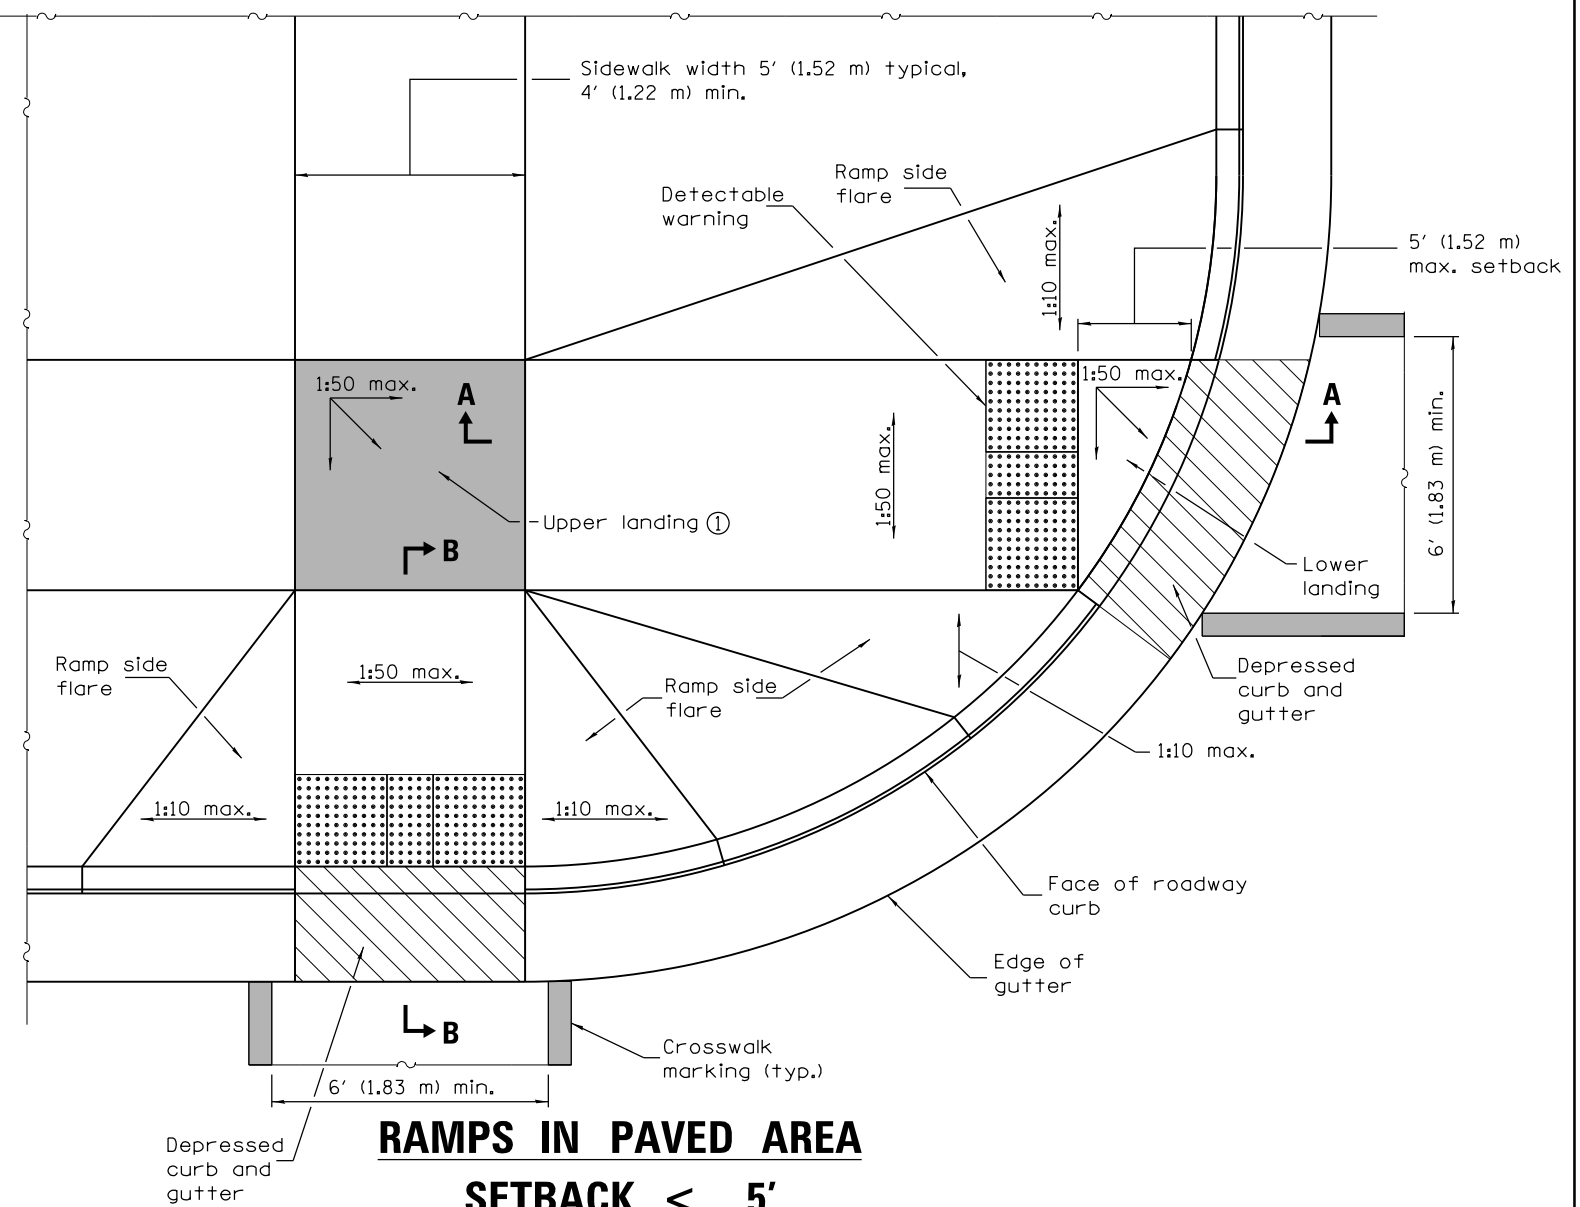 Sidewalk width 5' (1.52 m) typical,
4' (1.22 m) min.
Ramp side
flare
Detectable
warning
1:10 max.
5' (1.52 m)
max. setback
1:50 max.
A
1:50 max.
A
1:50 max.
6' (1.83 m) min.
Upper landing 1
B
Lower
landing
Ramp side
flare
1:50 max.
Ramp side
flare
Depressed
curb and
gutter
1:10 max.
1:10 max.
1:10 max.
Face of roadway
curb
Edge of
gutter
B
Crosswalk
marking (typ.)
6' (1.83 m) min.
Depressed
curb and
gutter
RAMPS IN PAVED AREA
SETBACK < 5'